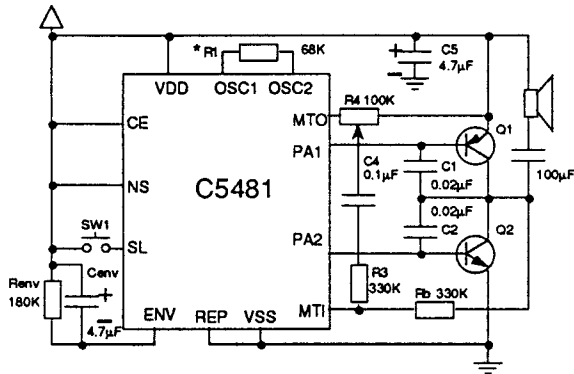 * R1 68K
C5
4.7µF
VDD OSC1 OSC2
R4 100K
MTO
CE
Q1
PA1
C4
0.1µF
C1
0.02µF
100µF
NS
C5481
0.02µF
C2
SW1
SL
PA2
Q2
Renv
180K
Cenv
4.7µF
R3
330K
Rb 330K
ENV REP VSS
MTI